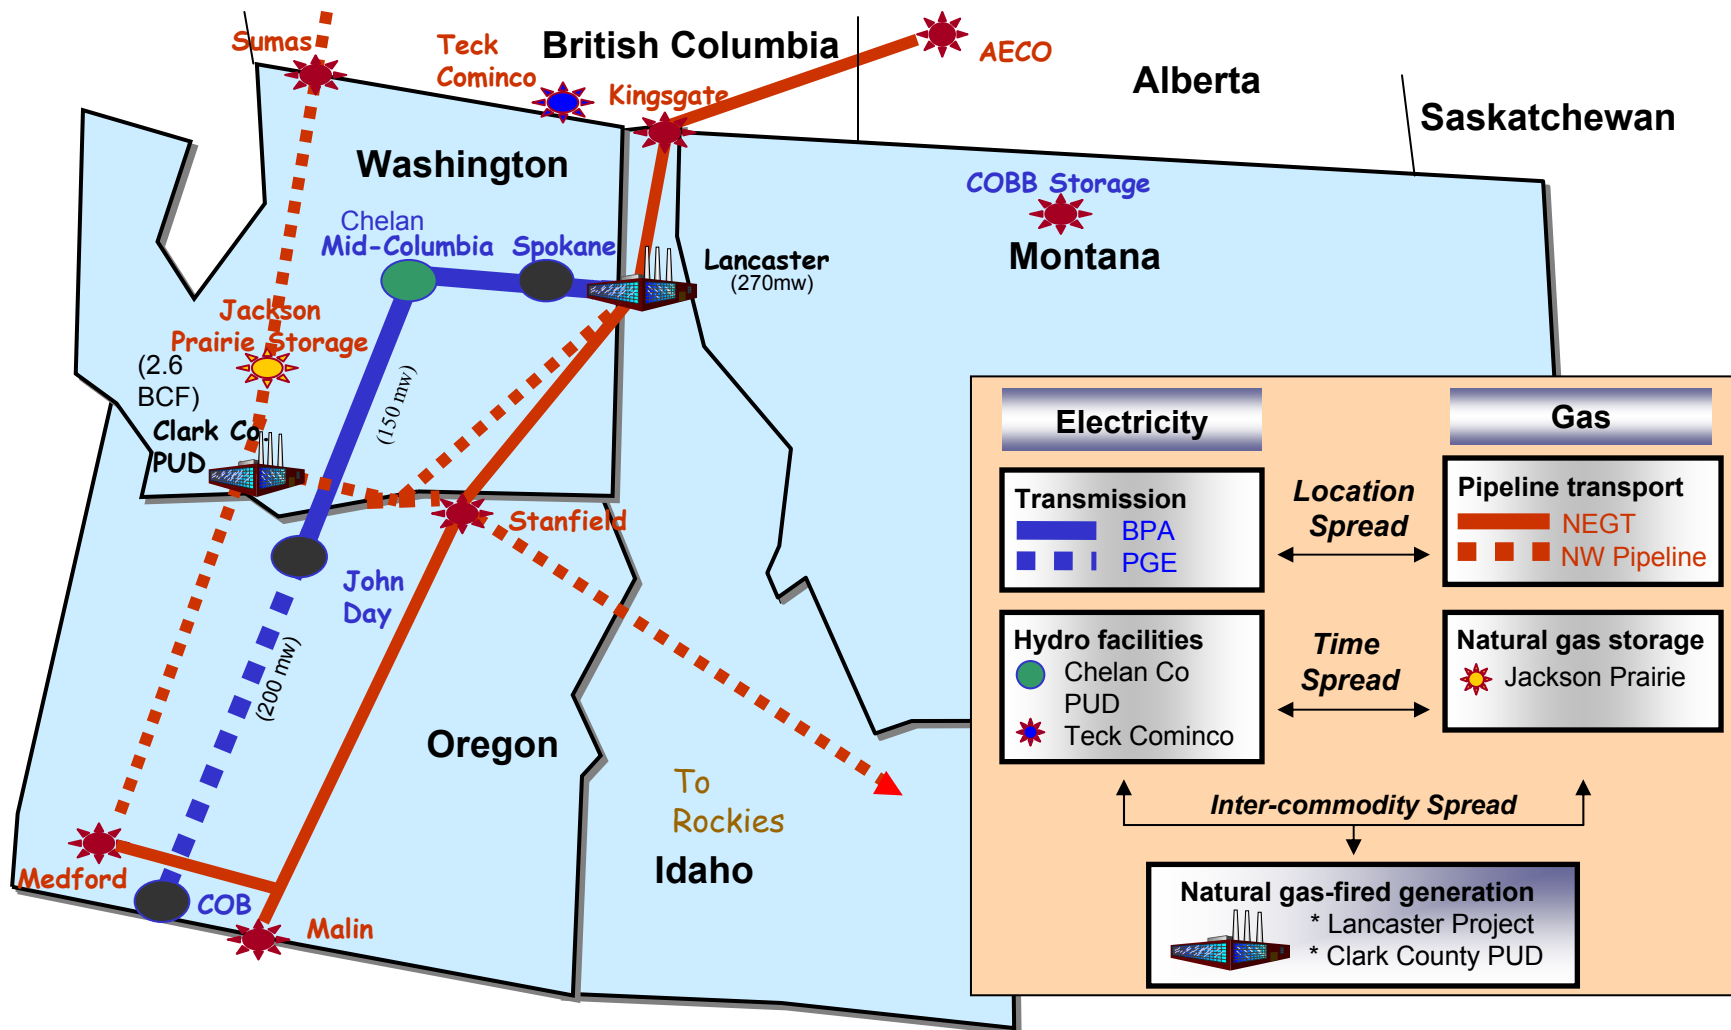 Sumas
Teck
Cominco
British Columbia
Kingsgate
AECO
Alberta
Saskatchewan
Washington
COBB Storage
Montana
Chelan
Mid-Columbia
Spokane
Lancaster
(270mw)
Jackson
Prairie Storage
(2.6
BCF)
(150 mw)
Clark Co.
PUD
Stanfield
John
Day
(200 mw)
Oregon
To
Rockies
Idaho
Medford
COB
Malin
Electricity
Gas
Transmission
BPA
PGE
Location
Spread
Pipeline transport
NEGT
NW Pipeline
Hydro facilities
Chelan Co
PUD
Teck Cominco
Time
Spread
Natural gas storage
Jackson Prairie
Inter-commodity Spread
Natural gas-fired generation
* Lancaster Project
* Clark County PUD